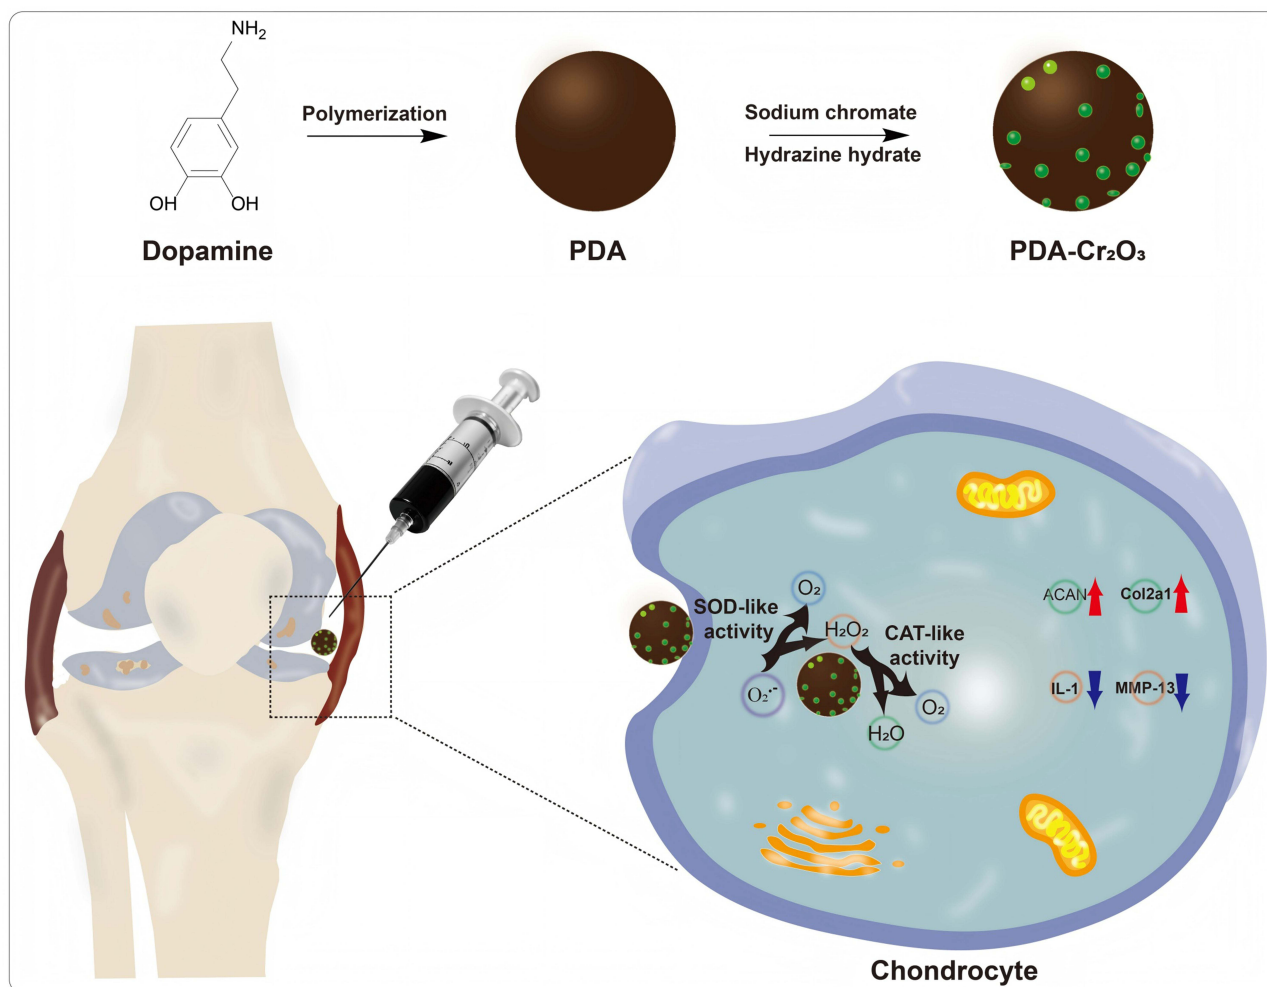 NH₂
Polymerization
Sodium chromate
Hydrazine hydrate
OH
OH
Dopamine
PDA
PDA-Cr₂O₃
O₂
SOD-like
activity
H₂O₂
CAT-like
activity
O₂·-
O₂
H₂O
ACAN
Col2a1
IL-1
MMP-13
Chondrocyte